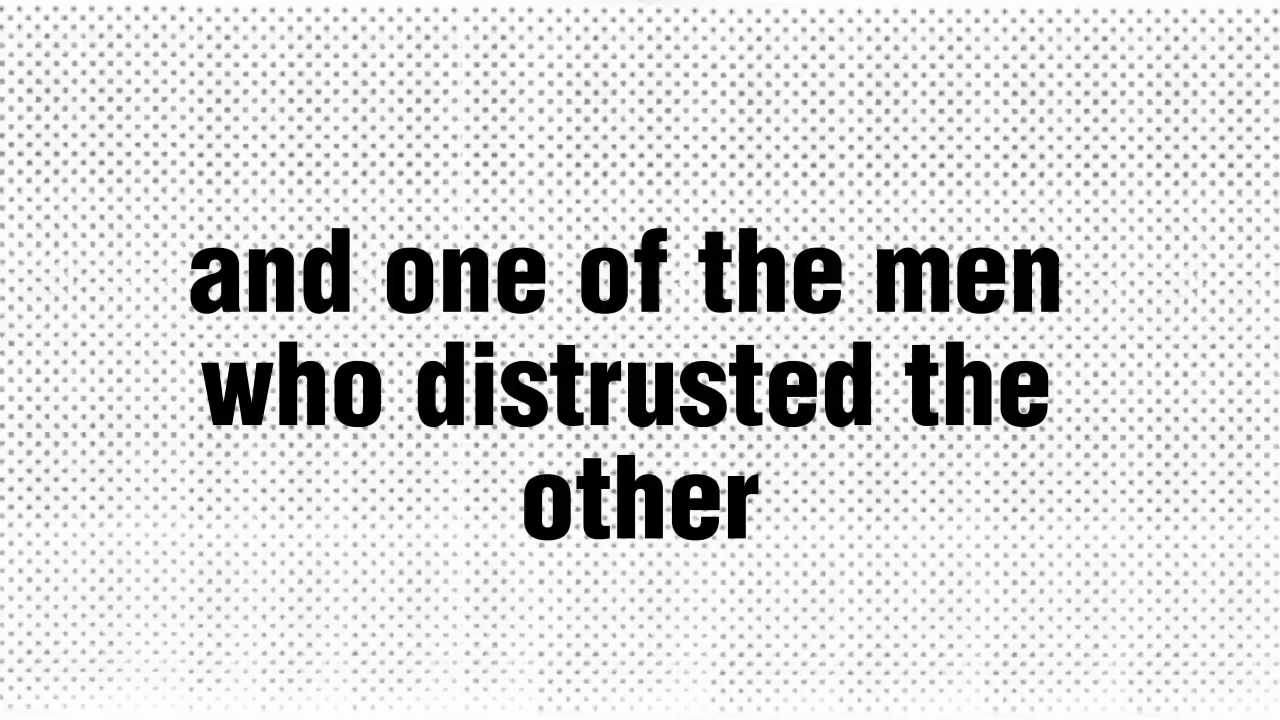 and one of the men
who distrusted the
other